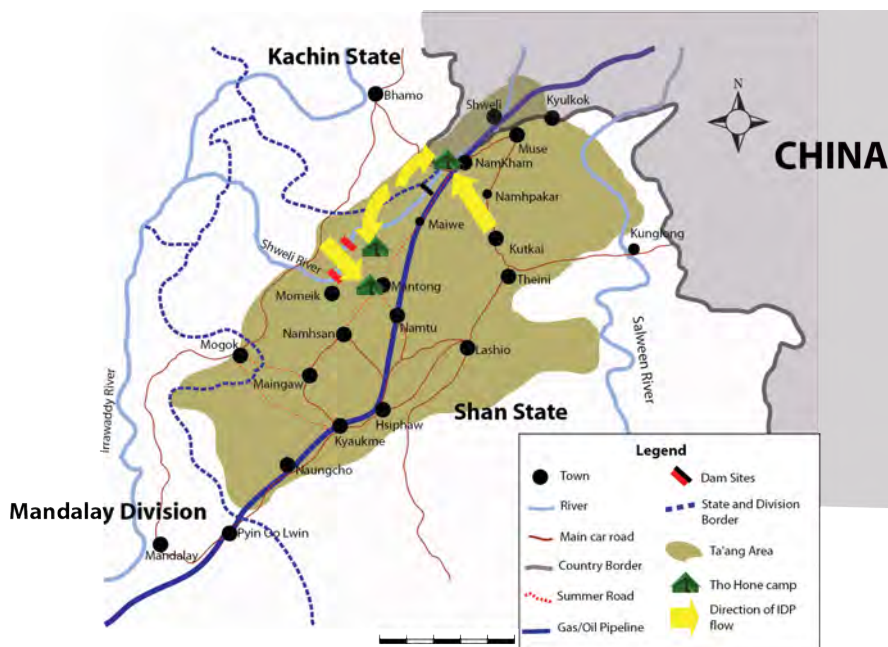 Kachin State
Bhamo
Shweli
Kyulkok
N
CHINA
Muse
NamKham
Namhpakar
Maiwe
Kutkai
Kunglong
Shweli River
Theini
Momeik
Mantong
Namtu
Namhsan
Mogok
Lashio
Salween River
Maingaw
Irrawaddy River
Hsiphaw
Shan State
Kyaukme
Naungcho
Mandalay Division
Pyin Oo Lwin
Mandalay
Legend
Town
Dam Sites
River
State and Division
Border
Main car road
Ta'ang Area
Country Border
Tho Hone camp
Summer Road
Direction of IDP
flow
Gas/Oil Pipeline